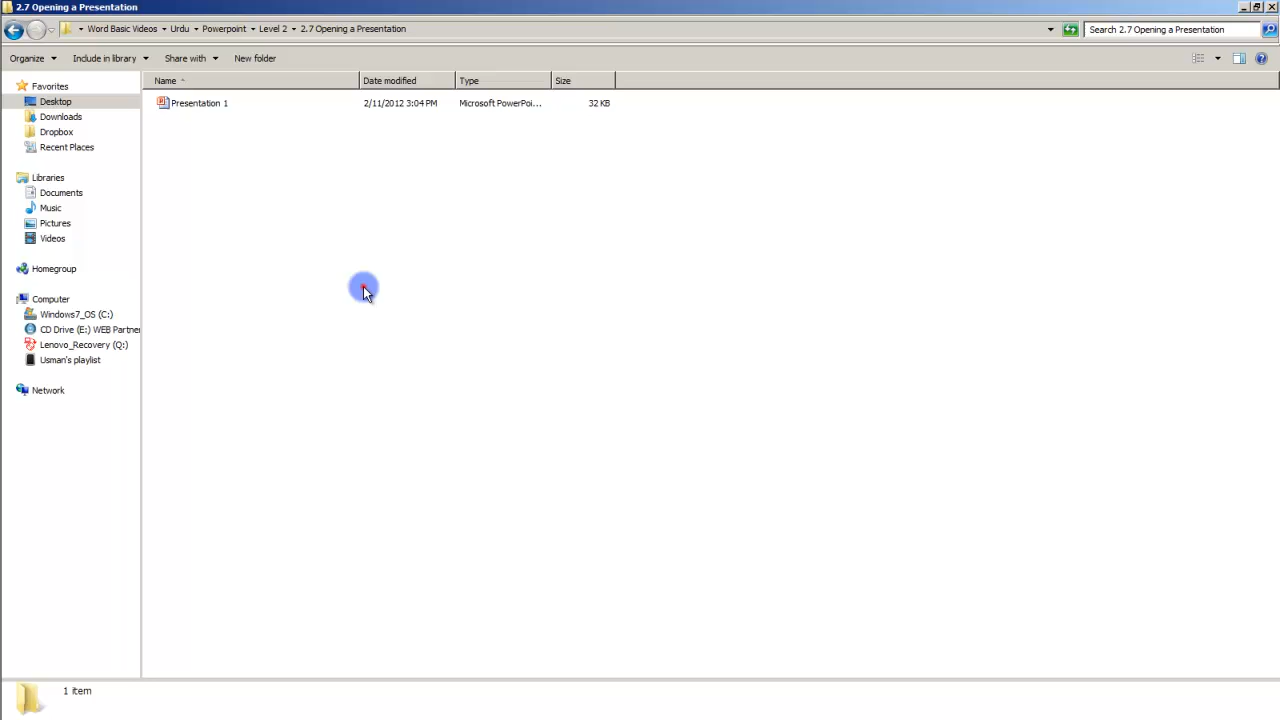 2.7 Opening a Presentation
Word Basic Videos Urdu Powerpoint Level 2 2.7 Opening a Presentation
Search 2.7 Opening a Presentation
Organize Include in library Share with New folder
Favorites
Desktop
Downloads
Dropbox
Recent Places
Libraries
Documents
Music
Pictures
Videos
Homegroup
Computer
Windows7_OS (C:)
CD Drive (E:) WEB Partner
Lenovo_Recovery (Q:)
Usman's playlist
Network
Name Date modified Type Size
Presentation 1 2/11/2012 3:04 PM Microsoft PowerPoi... 32 KB
1 item